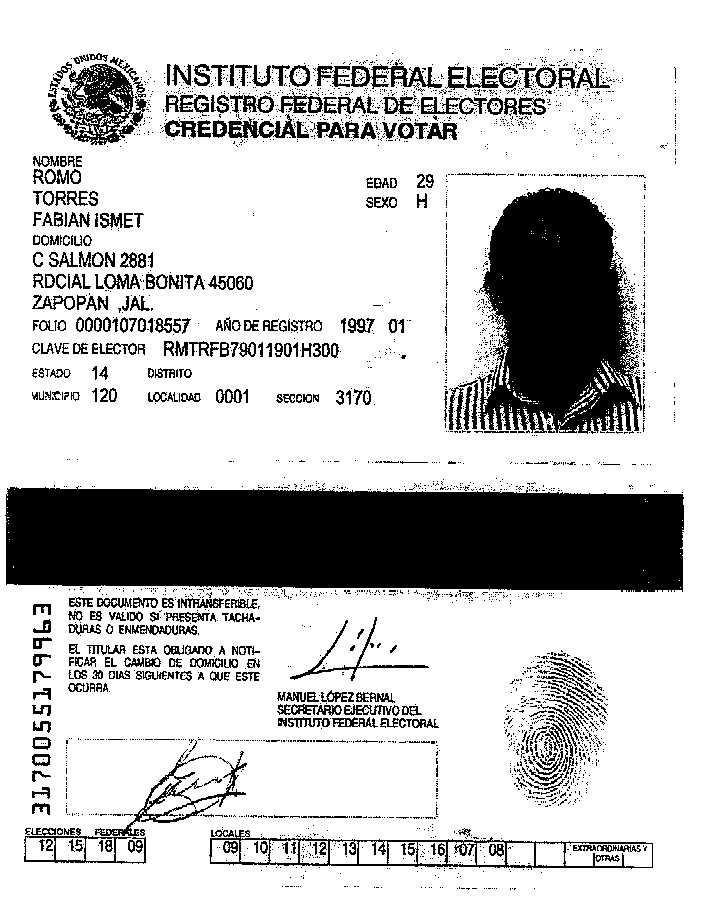 ESTADOS UNIDOS MEXICANOS
INSTITUTO FEDERAL ELECTORAL
REGISTRO FEDERAL DE ELECTORES
CREDENCIAL PARA VOTAR
NOMBRE
ROMO
TORRES
FABIAN ISMET
EDAD 29
SEXO H
DOMICILIO
C SALMON 2881
RDCIAL LOMA BONITA 45060
ZAPOPAN ,JAL.
FOLIO 0000107018557 AÑO DE REGISTRO 1997 01
CLAVE DE ELECTOR RMTRFB79011901H300
ESTADO 14 DISTRITO
MUNICIPIO 120 LOCALIDAD 0001 SECCION 3170
ESTE DOCUMENTO ES INTRANSFERIBLE.
NO ES VALIDO SI PRESENTA TACHA-
DURAS O ENMENDADURAS.
EL TITULAR ESTA OBLIGADO A NOTI-
FICAR EL CAMBIO DE DOMICILIO EN
LOS 30 DIAS SIGUIENTES A QUE ESTE
OCURRA.
MANUEL LÓPEZ BERNAL
SECRETARIO EJECUTIVO DEL
INSTITUTO FEDERAL ELECTORAL
ELECCIONES FEDERALES
12 15 18 09
LOCALES
09 10 11 12 13 14 15 16 07 08
EXTRAORDINARIAS Y
OTRAS